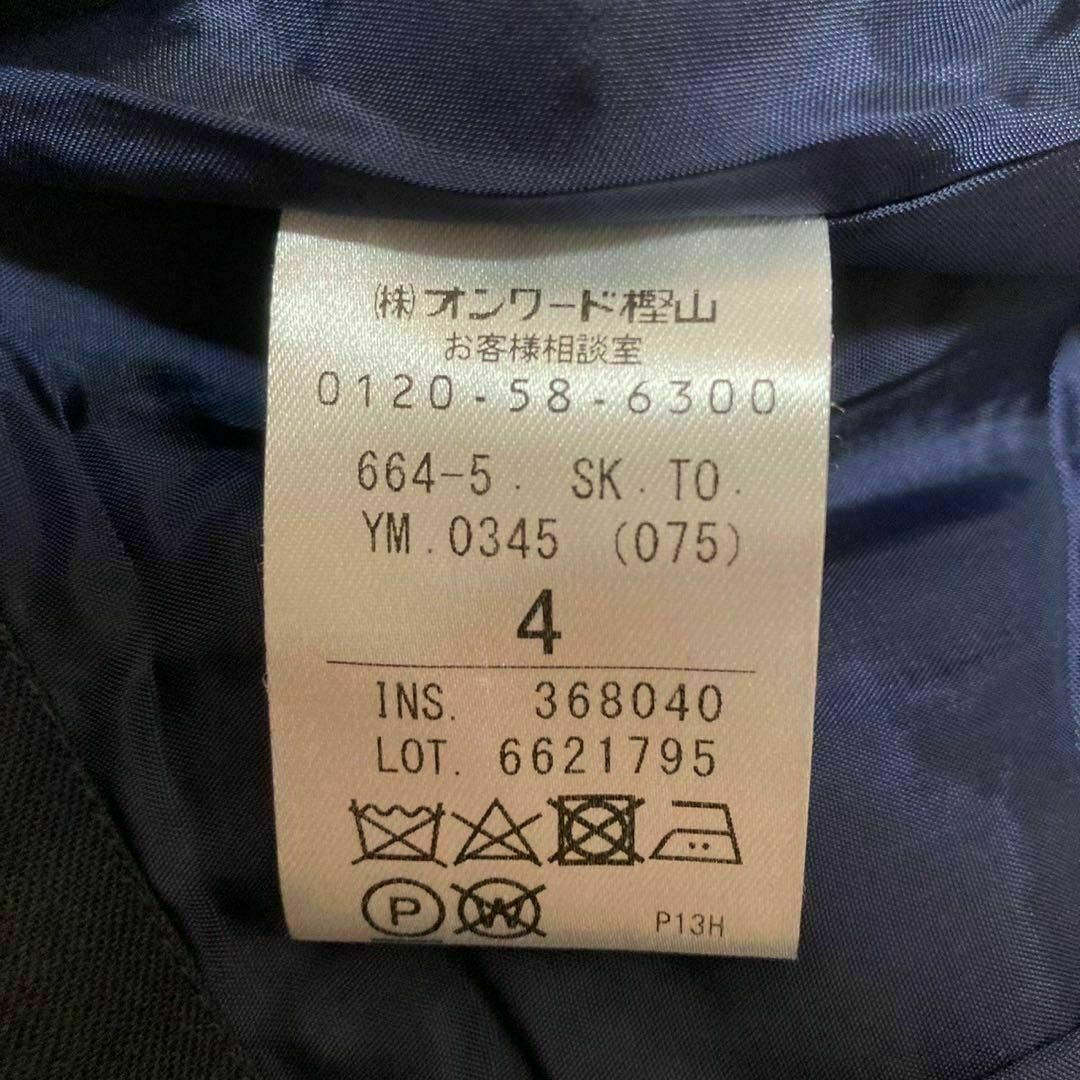 (株)オンワード樫山
お客様相談室
0120-58-6300
664-5. SK.TO.
YM.0345 (075)
4
INS. 368040
LOT. 6621795
P W P13H